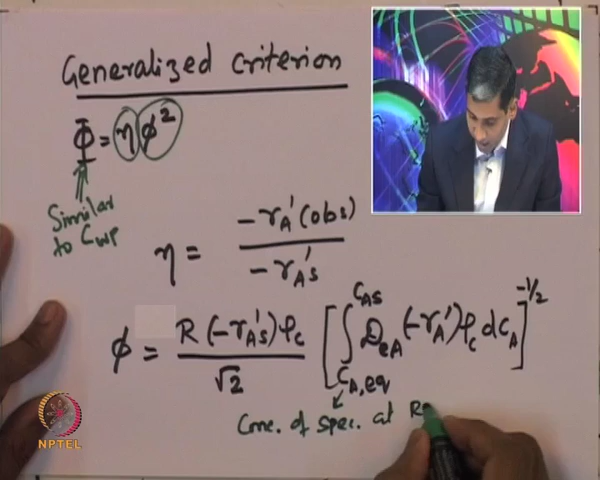 Generalized criterion
Φ = η ϕ²
Similar
to C_WP
η = -r_A'(obs) / -r_A's
ϕ = R(-r_A's)ρ_c / √2 [∫_{C_A,eq}^{C_AS} D_eA(-r_A')ρ_c dC_A]^{-1/2}
Conc. of spec. at Re
NPTEL